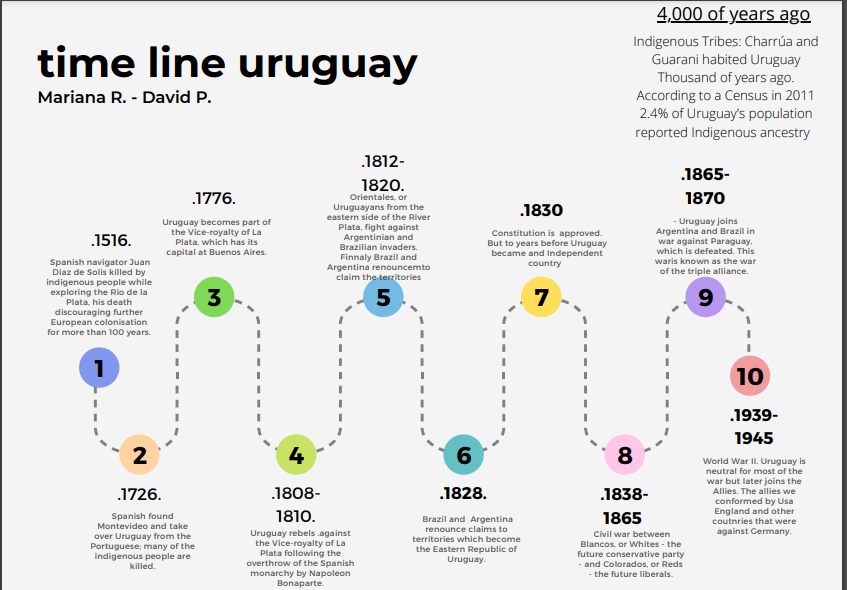 4,000 of years ago
Indigenous Tribes: Charrúa and
Guarani habited Uruguay
Thousand of years ago.
According to a Census in 2011
2.4% of Uruguay's population
reported Indigenous ancestry
time line uruguay
Mariana R. - David P.
.1516.
Spanish navigator Juan
Diaz de Solis killed by
indigenous people while
exploring the Rio de la
Plata, his death
discouraging further
European colonisation
for more than 100 years.
1
2
.1726.
Spanish found
Montevideo and take
over Uruguay from the
Portuguese; many of the
indigenous people are
killed.
.1776.
Uruguay becomes part of
the Vice-royalty of La
Plata, which has its
capital at Buenos Aires.
3
4
.1808-
1810.
Uruguay rebels .against
the Vice-royalty of La
Plata following the
overthrow of the Spanish
monarchy by Napoleon
Bonaparte.
.1812-
1820.
Orientales, or
Uruguayans from the
eastern side of the River
Plata, fight against
Argentinian and
Brazilian invaders.
Finnaly Brazil and
Argentina renouncemto
claim the territories
5
6
.1828.
Brazil and Argentina
renounce claims to
territories which become
the Eastern Republic of
Uruguay.
.1830
Constitution is approved.
But to years before Uruguay
became and Independent
country
7
8
.1838-
1865
Civil war between
Blancos, or Whites - the
future conservative party
- and Colorados, or Reds
- the future liberals.
.1865-
1870
- Uruguay joins
Argentina and Brazil in
war against Paraguay,
which is defeated. This
waris known as the war
of the triple alliance.
9
10
.1939-
1945
World War II. Uruguay is
neutral for most of the
war but later joins the
Allies. The allies we
conformed by Usa
England and other
coutnries that were
against Germany.